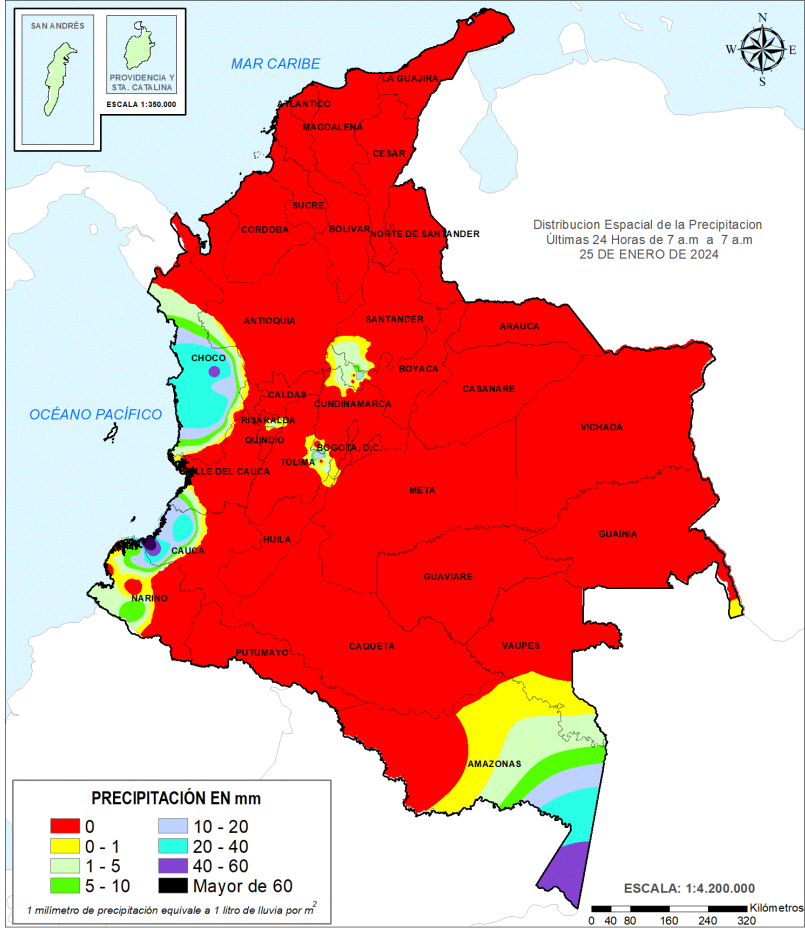 SAN ANDRÉS
PROVIDENCIA Y
STA. CATALINA
ESCALA 1:350.000
MAR CARIBE
N
W
E
S
LA GUAJIRA
ATLANTICO
MAGDALENA
CESAR
SUCRE
CORDOBA
BOLIVAR
NORTE DE SANTANDER
Distribucion Espacial de la Precipitacion
Últimas 24 Horas de 7 a.m a 7 a.m
25 DE ENERO DE 2024
ANTIOQUIA
SANTANDER
ARAUCA
CHOCO
BOYACA
CASANARE
CALDAS
CUNDINAMARCA
OCÉANO PACÍFICO
RISARALDA
VICHADA
QUINDIO
BOGOTA, D.C.
TOLIMA
LLE DEL CAUCA
META
GUAINIA
HUILA
CAUCA
GUAVIARE
NARIÑO
PUTUMAYO
CAQUETA
VAUPES
AMAZONAS
PRECIPITACIÓN EN mm
0
10 - 20
0 - 1
20 - 40
1 - 5
40 - 60
5 - 10
Mayor de 60
1 milímetro de precipitación equivale a 1 litro de lluvia por m2
ESCALA: 1:4.200.000
Kilómetros
0 40 80 160 240 320